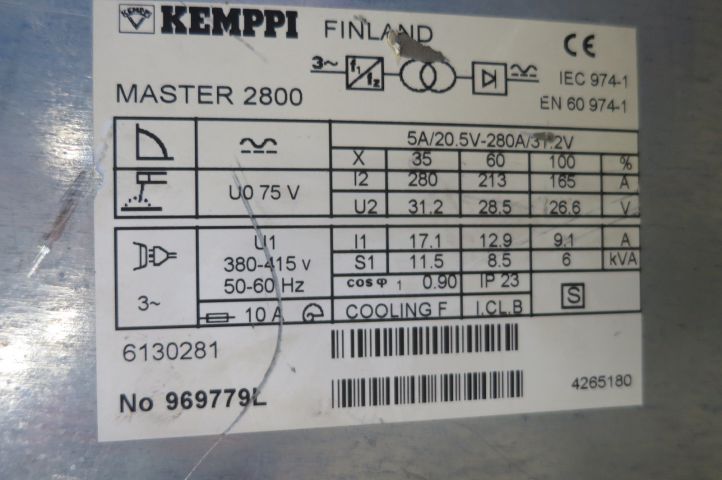 KEMPPI KEMPPI FINLAND CE
3~ f1 f2 IEC 974-1
MASTER 2800 EN 60 974-1
5A/20.5V-280A/31.2V
X 35 60 100 %
I2 280 213 165 A
U0 75 V U2 31.2 28.5 26.6 V
U1 I1 17.1 12.9 9.1 A
380-415 V S1 11.5 8.5 6 kVA
50-60 Hz cos φ 1 0.90 IP 23 S
3~ 10 A COOLING F I.CL.B
6130281
No 969779L 4265180